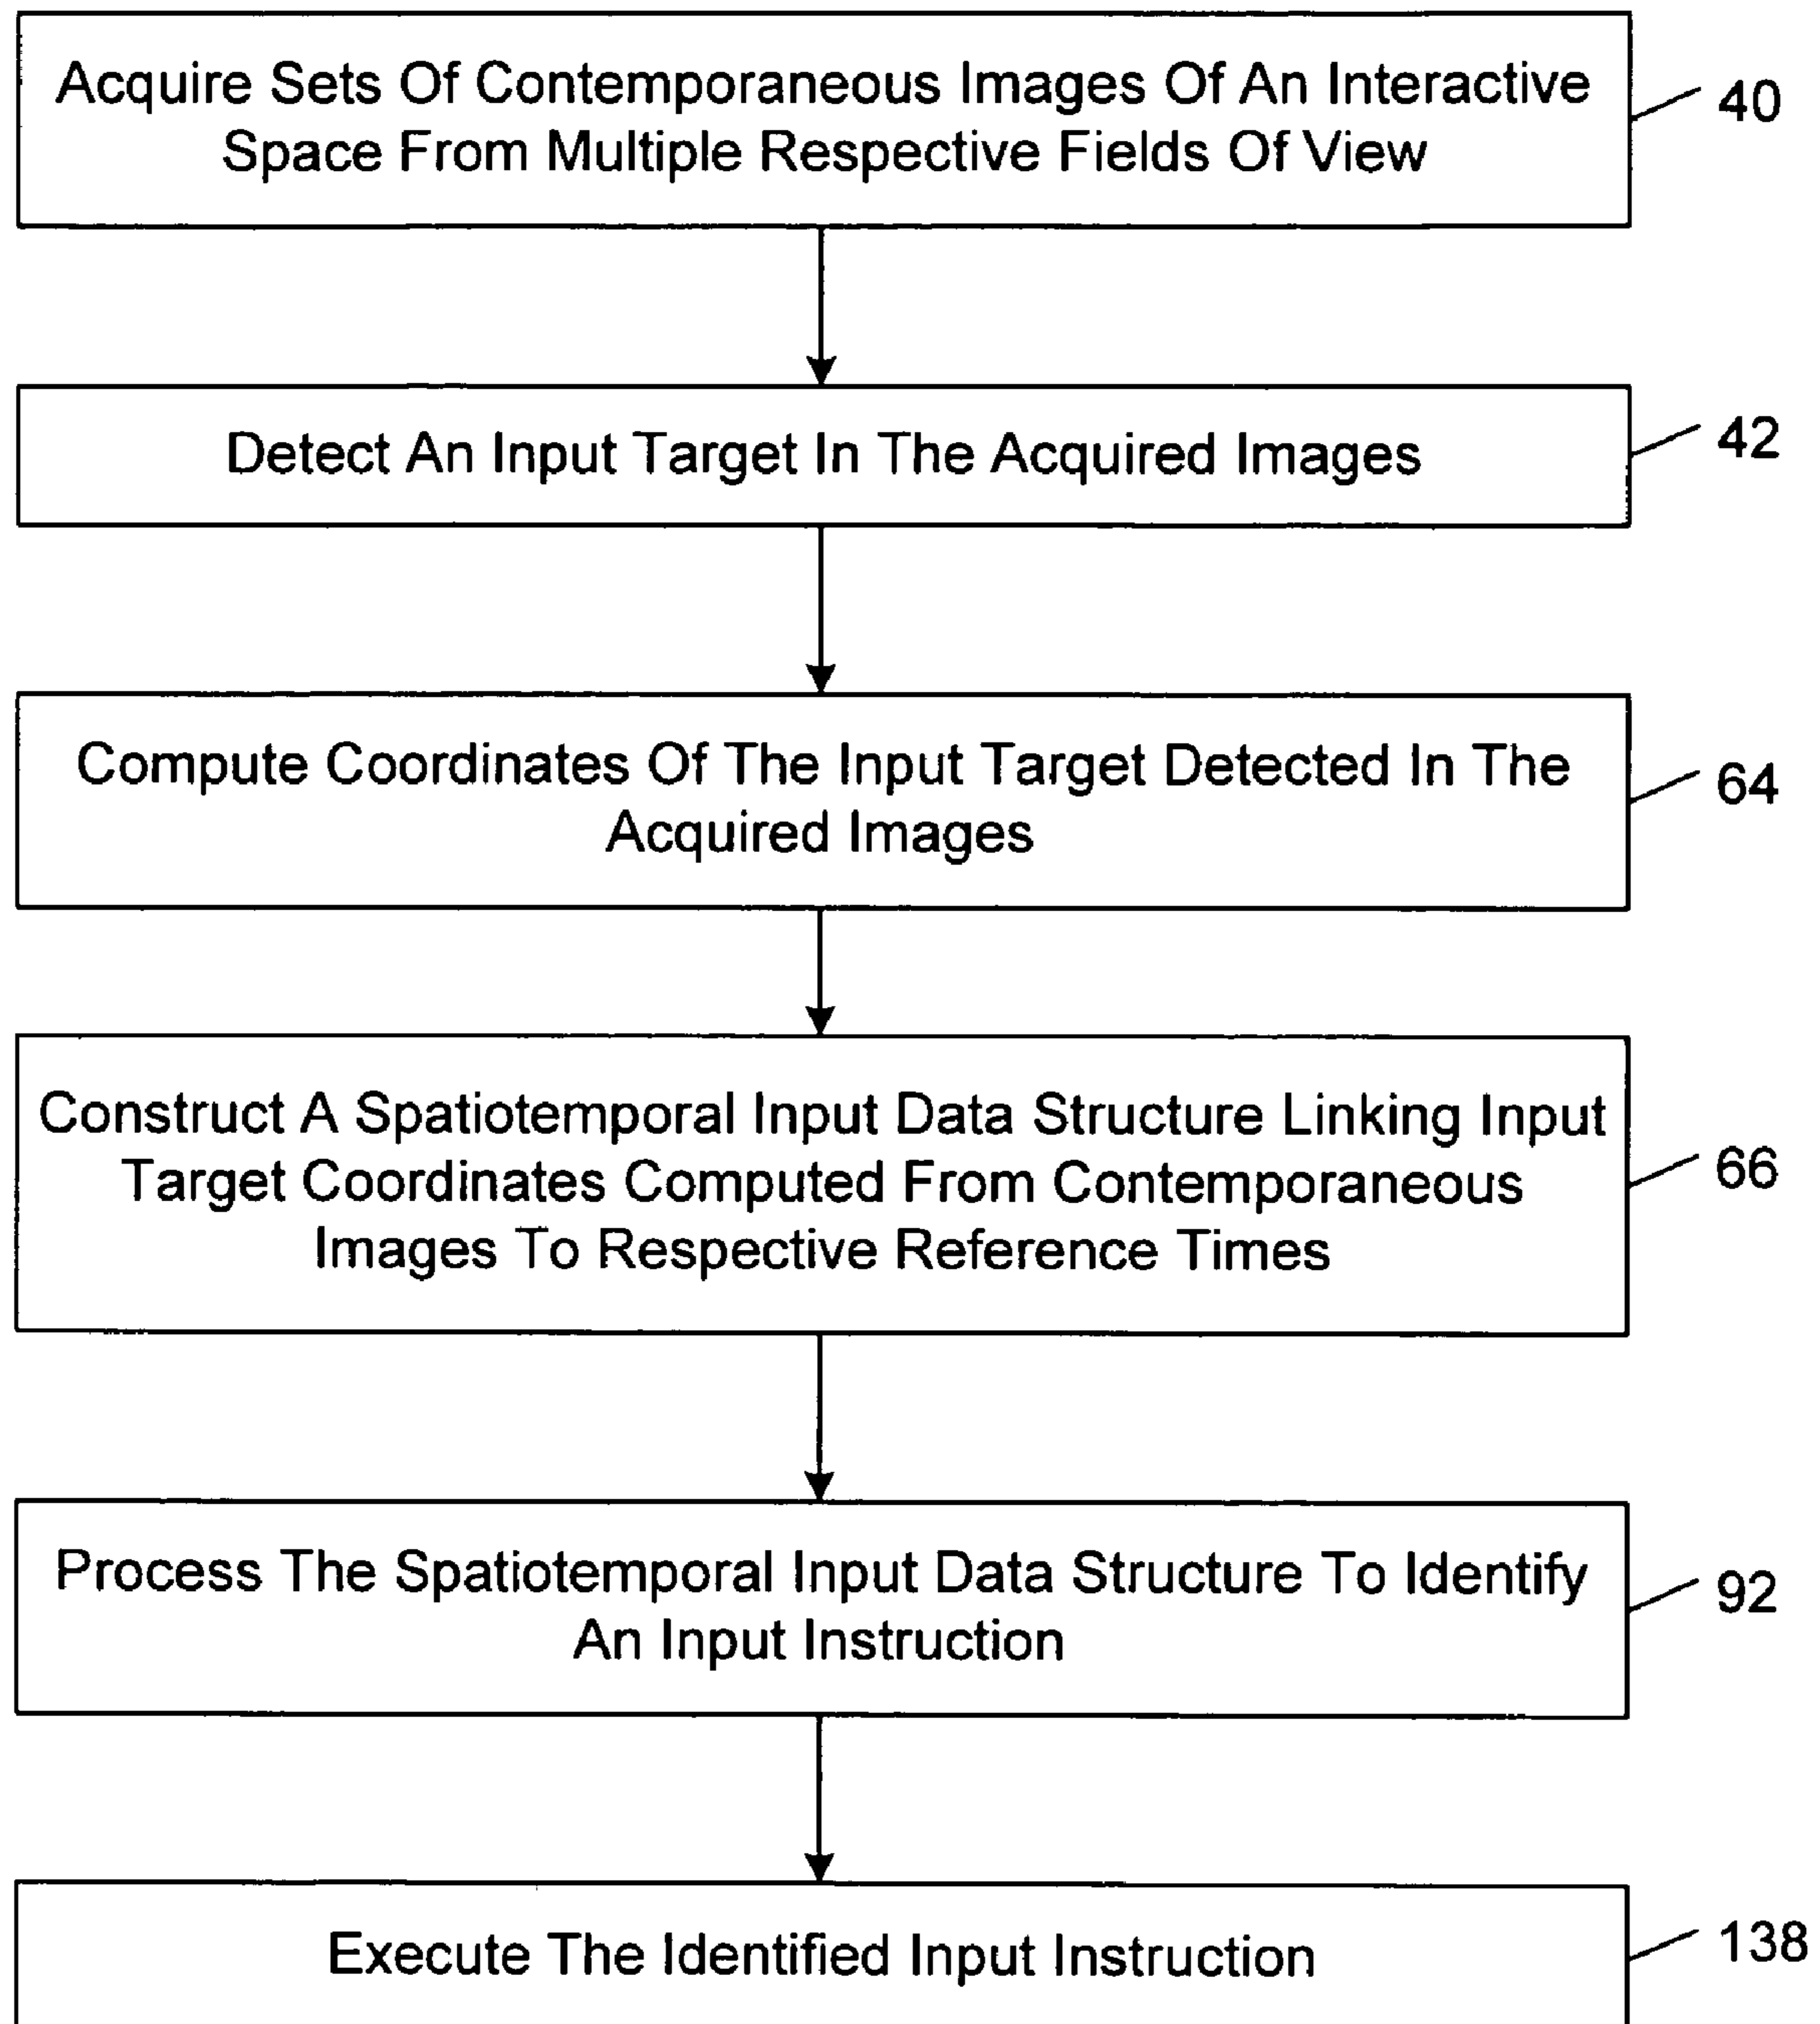 Acquire Sets Of Contemporaneous Images Of An Interactive
Space From Multiple Respective Fields Of View
40
Detect An Input Target In The Acquired Images
42
Compute Coordinates Of The Input Target Detected In The
Acquired Images
64
Construct A Spatiotemporal Input Data Structure Linking Input
Target Coordinates Computed From Contemporaneous
Images To Respective Reference Times
66
Process The Spatiotemporal Input Data Structure To Identify
An Input Instruction
92
Execute The Identified Input Instruction
138